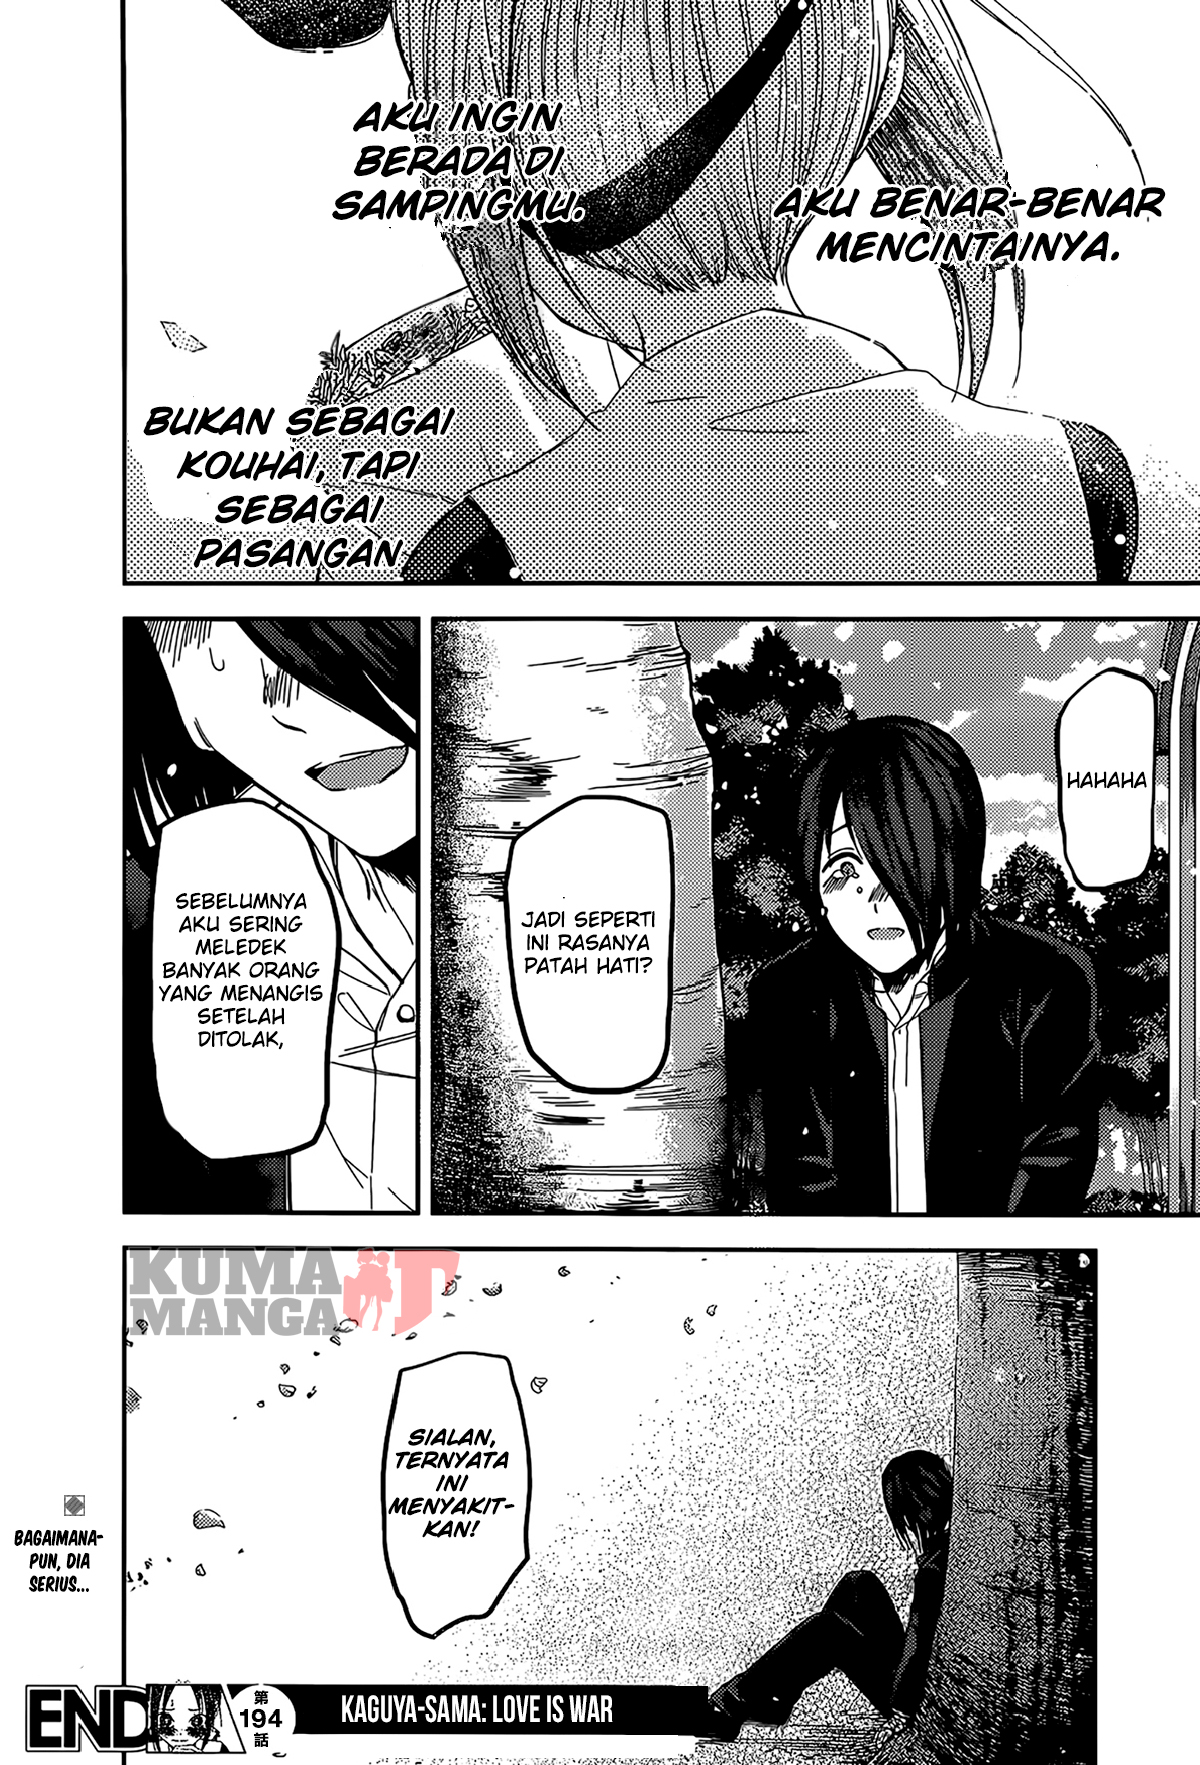 AKU BENAR-BENAR
MENCINTAINYA.
AKU INGIN
BERADA DI
SAMPINGMU.
BUKAN SEBAGAI
KOUHAI, TAPI
SEBAGAI
PASANGAN
HAHAHA
JADI SEPERTI
INI RASANYA
PATAH HATI?
SEBELUMNYA
AKU SERING
MELEDEK
BANYAK ORANG
YANG MENANGIS
SETELAH
DITOLAK,
KUMA
MANGA
ID
SIALAN,
TERNYATA
INI
MENYAKIT-
KAN!
BAGAIMANA-
PUN, DIA
SERIUS...
END
第
194
話
KAGUYA-SAMA: LOVE IS WAR